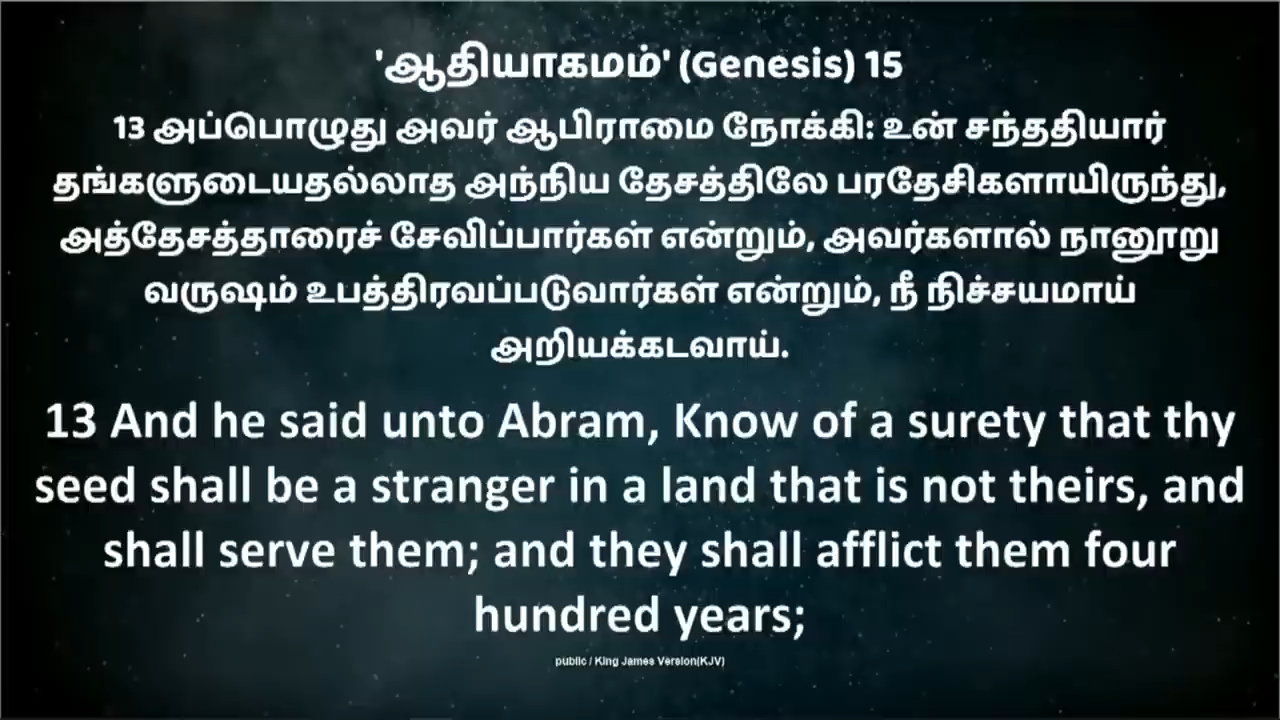 'ஆதியாகமம்' (Genesis) 15
13 அப்பொழுது அவர் ஆபிராமை நோக்கி: உன் சந்ததியார்
தங்களுடையதல்லாத அந்நிய தேசத்திலே பரதேசிகளாயிருந்து,
அத்தேசத்தாரைச் சேவிப்பார்கள் என்றும், அவர்களால் நானூறு
வருஷம் உபத்திரவப்படுவார்கள் என்றும், நீ நிச்சயமாய்
அறியக்கடவாய்.
13 And he said unto Abram, Know of a surety that thy
seed shall be a stranger in a land that is not theirs, and
shall serve them; and they shall afflict them four
hundred years;
public / King James Version(KJV)